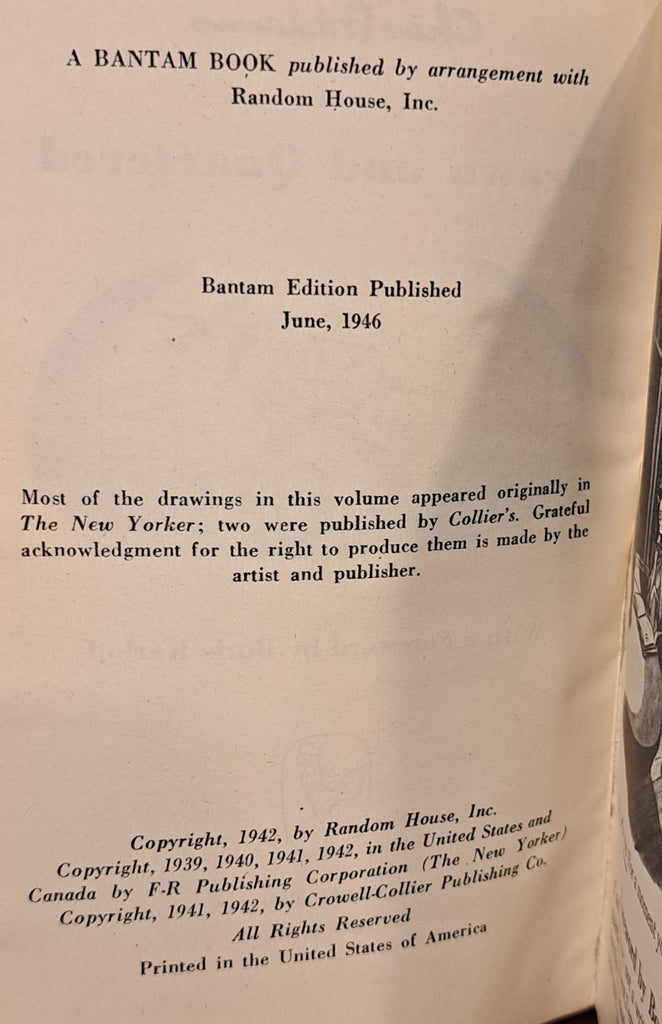 A BANTAM BOOK published by arrangement with
Random House, Inc.
Bantam Edition Published
June, 1946
Most of the drawings in this volume appeared originally in
The New Yorker; two were published by Collier's. Grateful
acknowledgment for the right to produce them is made by the
artist and publisher.
Copyright, 1942, by Random House, Inc.
Copyright, 1939, 1940, 1941, 1942, in the United States and
Canada by F-R Publishing Corporation (The New Yorker)
Copyright, 1941, 1942, by Crowell-Collier Publishing Co.
All Rights Reserved
Printed in the United States of America